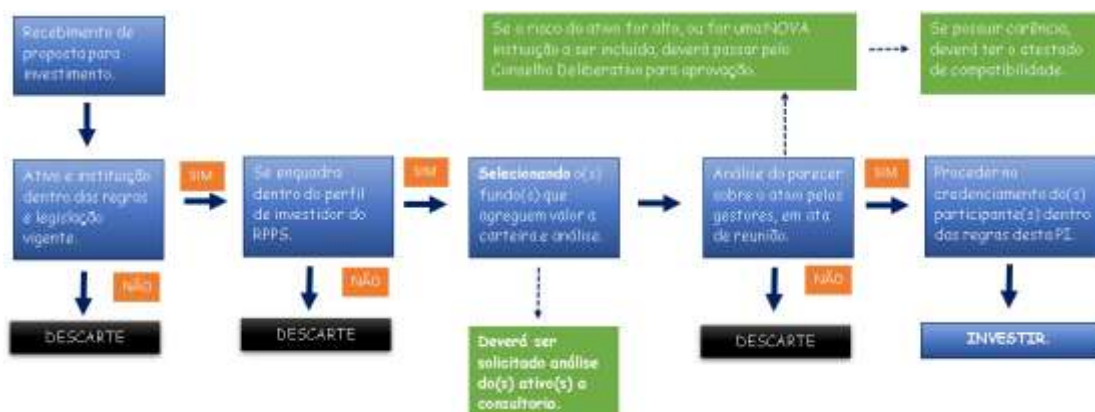 Recebimento de
proposta para
investimento.
Se o risco do ativo for alto, ou for uma NOVA
instiuição a ser incluída, deverá passar pelo
Conselho Deliberativo para aprovação.
Se possuir carência,
deverá ter o atestado
de compatibilidade.
Ativo e instituição
dentro das regras
e legislação
vigente.
SIM
Se enquadra
dentro do perfil
de investidor do
RPPS.
SIM
Selecionando o(s)
fundo(s) que
agreguem valor a
carteira e análise.
Análise do parecer
sobre o ativo pelos
gestores, em ata
de reunião.
SIM
Proceder no
credenciamento do(s)
participante(s) dentro
das regras desta PI.
NÃO
NÃO
NÃO
DESCARTE
DESCARTE
Deverá ser
solicitado análise
do(s) ativo(s) a
consultoria.
DESCARTE
INVESTIR.